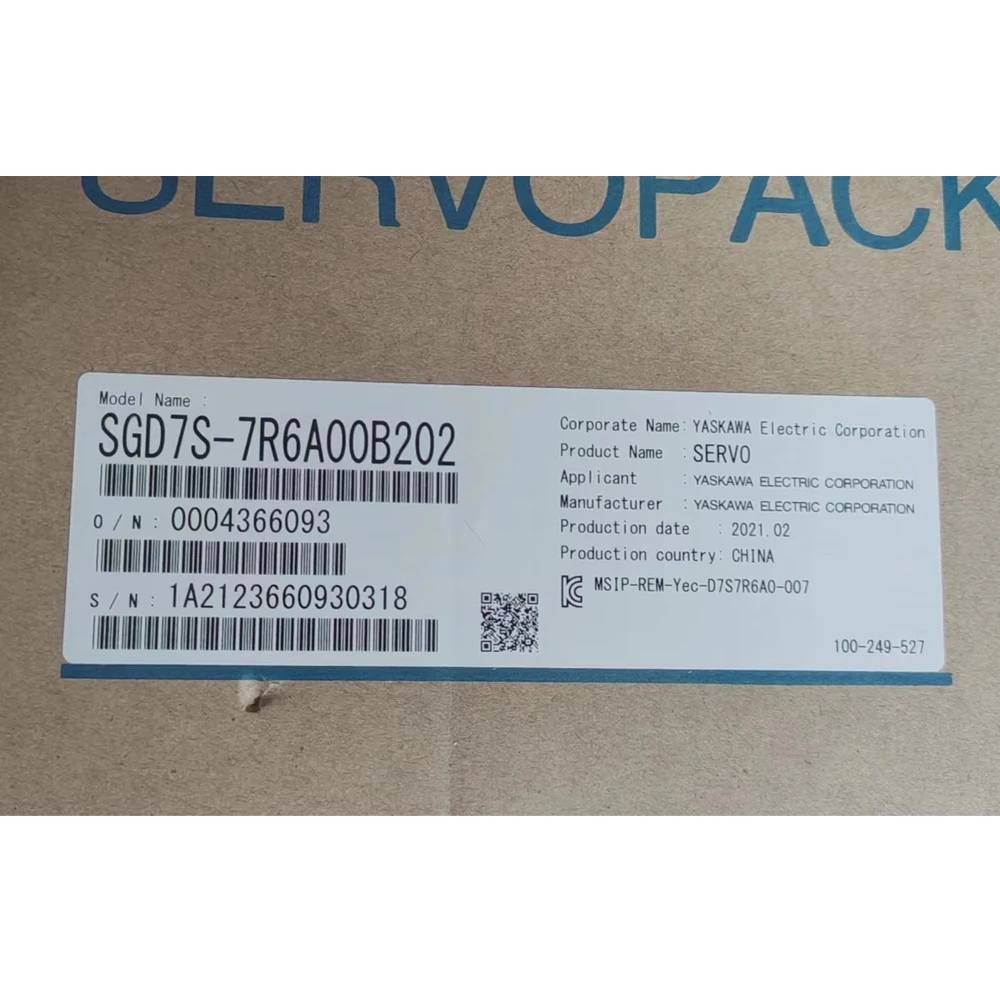 SERVOPACK
Model Name :
SGD7S-7R6A00B202
O / N : 0004366093
S / N : 1A2123660930318
Corporate Name: YASKAWA Electric Corporation
Product Name : SERVO
Applicant : YASKAWA ELECTRIC CORPORATION
Manufacturer : YASKAWA ELECTRIC CORPORATION
Production date : 2021.02
Production country: CHINA
MSIP-REM-Yec-D7S7R6A0-007
100-249-527